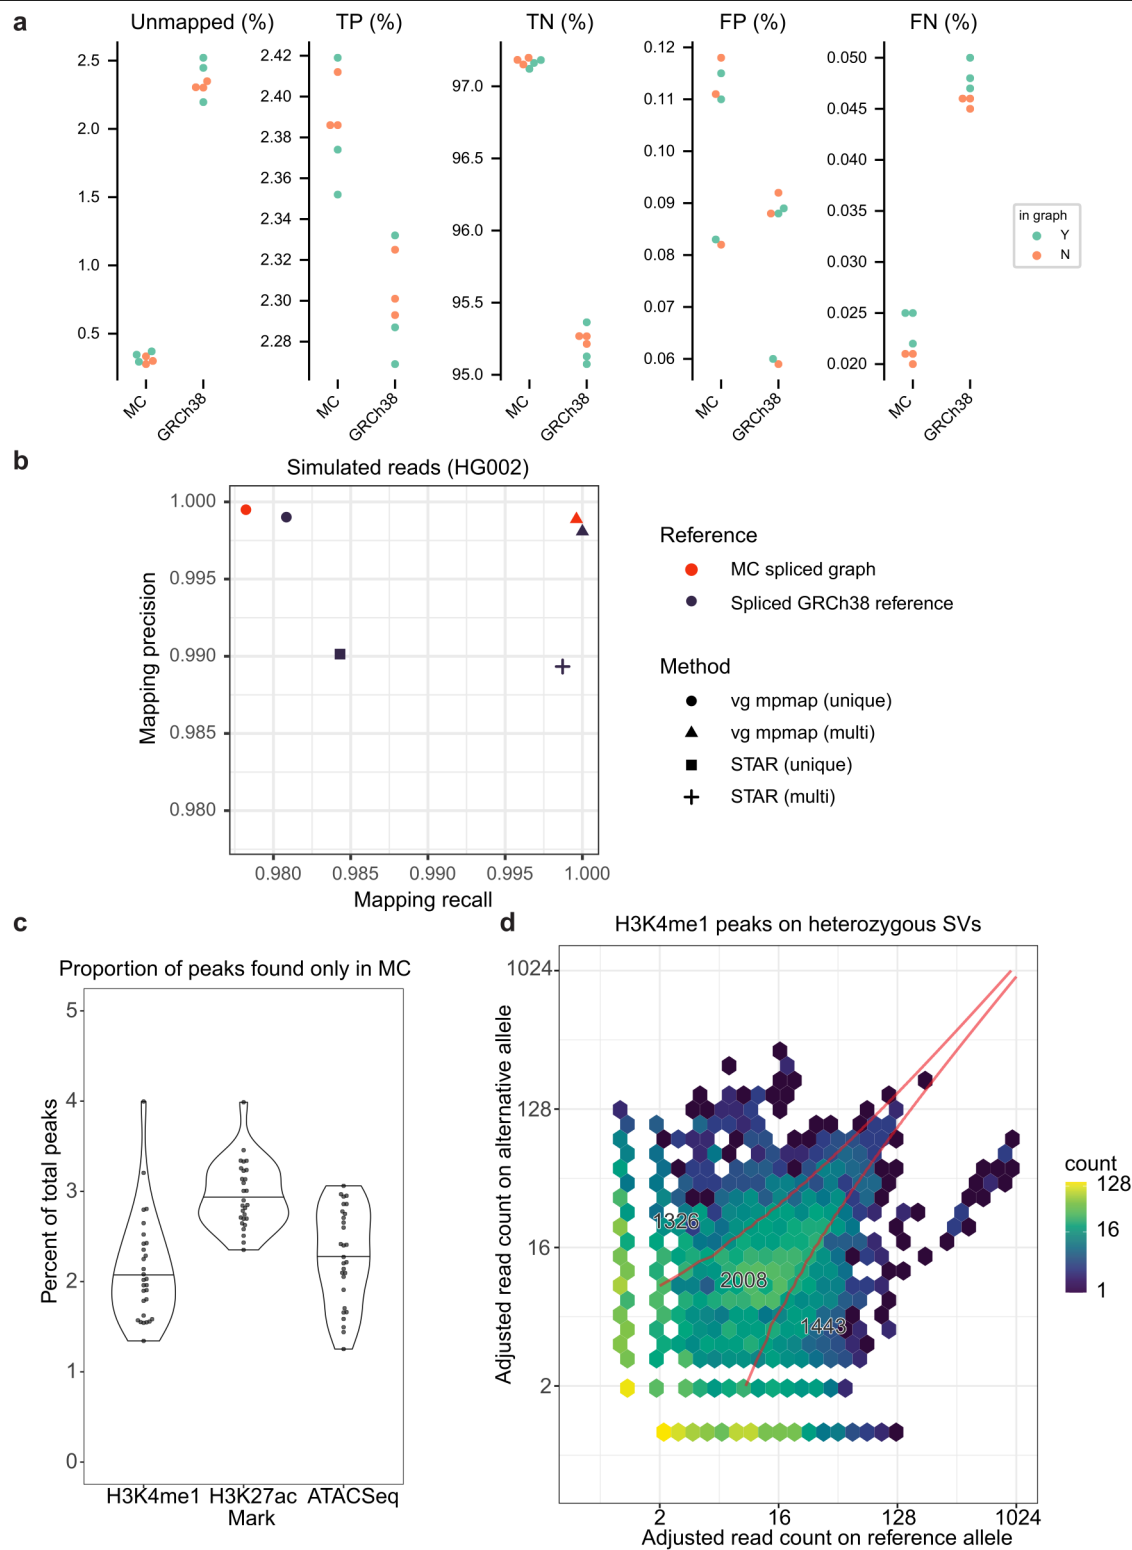 a
Unmapped (%)
TP (%)
TN (%)
FP (%)
FN (%)
2.5
2.0
1.5
1.0
0.5
MC
GRCh38
2.42
2.40
2.38
2.36
2.34
2.32
2.30
2.28
MC
GRCh38
97.0
96.5
96.0
95.5
95.0
MC
GRCh38
0.12
0.11
0.10
0.09
0.08
0.07
0.06
MC
GRCh38
0.050
0.045
0.040
0.035
0.030
0.025
0.020
MC
GRCh38
in graph
Y
N
b
Simulated reads (HG002)
Mapping precision
1.000
0.995
0.990
0.985
0.980
0.980 0.985 0.990 0.995 1.000
Mapping recall
Reference
MC spliced graph
Spliced GRCh38 reference
Method
vg mpmap (unique)
vg mpmap (multi)
STAR (unique)
STAR (multi)
c
Proportion of peaks found only in MC
Percent of total peaks
5
4
3
2
1
0
H3K4me1 H3K27ac ATACSeq
Mark
d
H3K4me1 peaks on heterozygous SVs
Adjusted read count on alternative allele
1024
128
16
2
1326
2008
1443
2 16 128 1024
Adjusted read count on reference allele
count
128
16
1